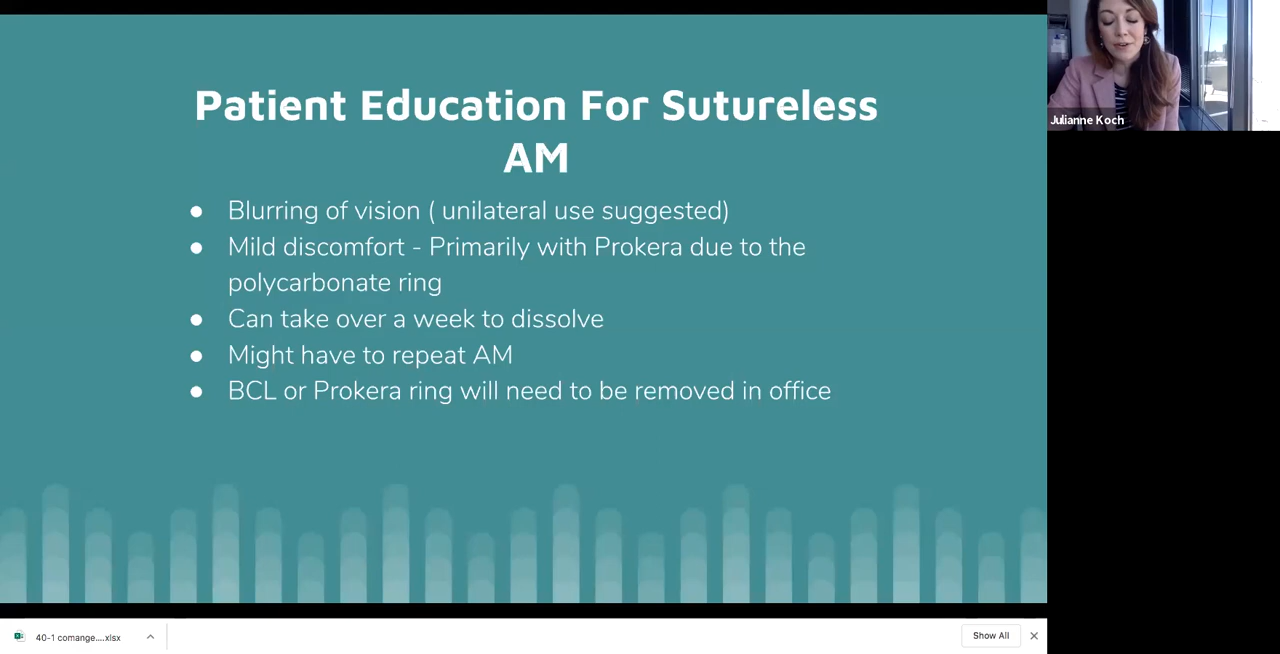 Patient Education For Sutureless
AM
● Blurring of vision ( unilateral use suggested)
● Mild discomfort - Primarily with Prokera due to the
polycarbonate ring
● Can take over a week to dissolve
● Might have to repeat AM
● BCL or Prokera ring will need to be removed in office
Julianne Koch
40-1 comange....xlsx
Show All